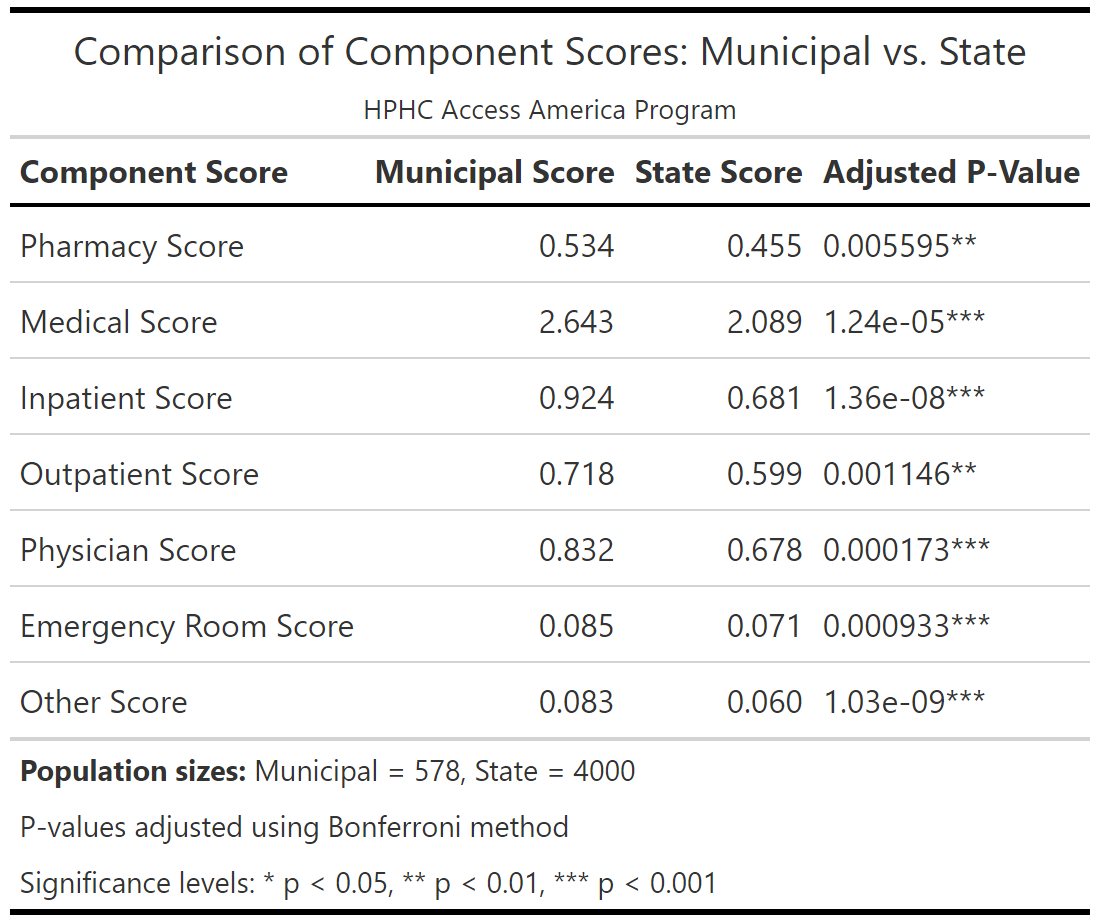 Comparison of Component Scores: Municipal vs. State
HPHC Access America Program
Component Score Municipal Score State Score Adjusted P-Value
Pharmacy Score 0.534 0.455 0.005595**
Medical Score 2.643 2.089 1.24e-05***
Inpatient Score 0.924 0.681 1.36e-08***
Outpatient Score 0.718 0.599 0.001146**
Physician Score 0.832 0.678 0.000173***
Emergency Room Score 0.085 0.071 0.000933***
Other Score 0.083 0.060 1.03e-09***
Population sizes: Municipal = 578, State = 4000
P-values adjusted using Bonferroni method
Significance levels: * p < 0.05, ** p < 0.01, *** p < 0.001